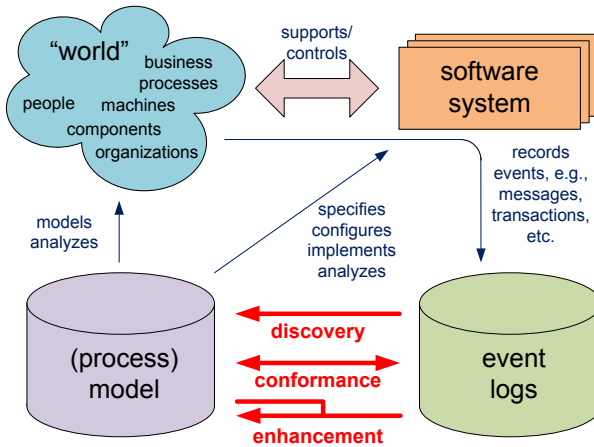 “world”
business
processes
people
machines
components
organizations
supports/
controls
software
system
records
events, e.g.,
messages,
transactions,
etc.
models
analyzes
specifies
configures
implements
analyzes
(process)
model
discovery
conformance
enhancement
event
logs